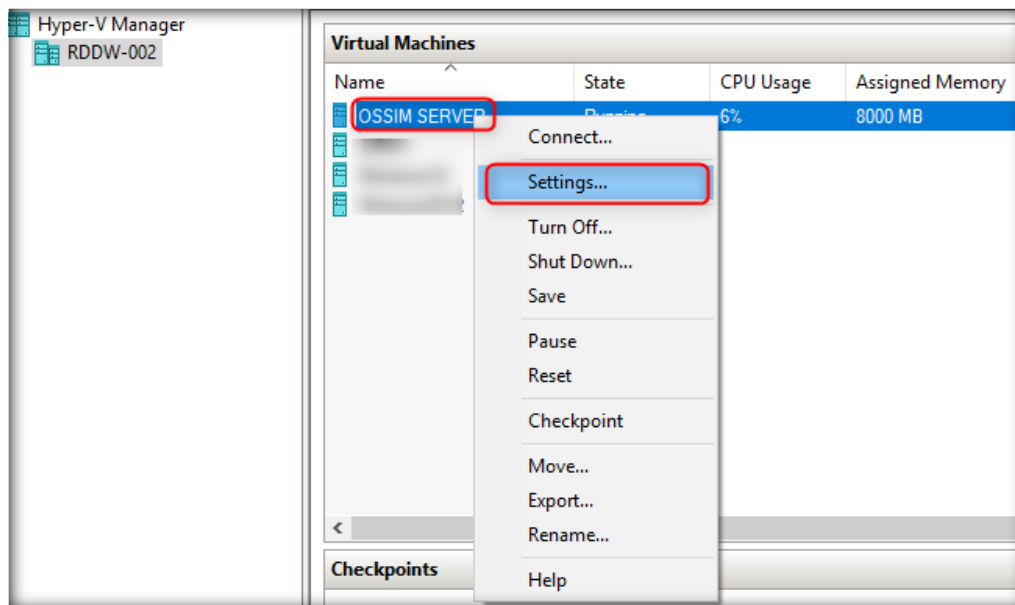 Hyper-V Manager
RDDW-002
Virtual Machines
Name State CPU Usage Assigned Memory
OSSIM SERVER Running 6% 8000 MB
Connect...
Settings...
Turn Off...
Shut Down...
Save
Pause
Reset
Checkpoint
Move...
Export...
Rename...
Checkpoints
Help